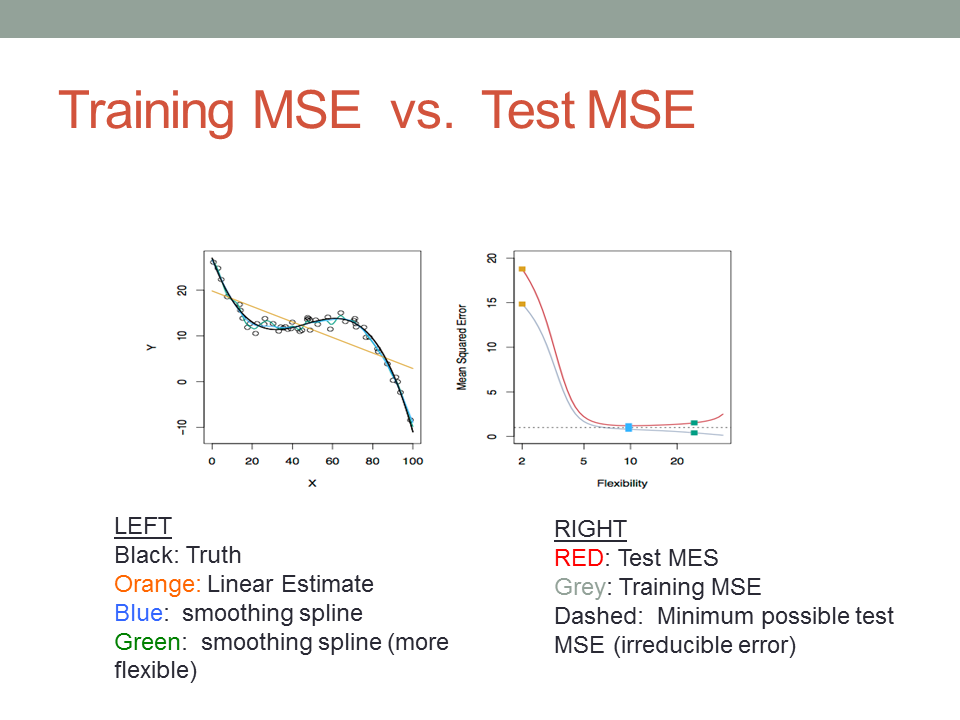 Training MSE vs. Test MSE
20
10
0
-10
Y
0 20 40 60 80 100
X
20
15
10
5
0
Mean Squared Error
2 5 10 20
Flexibility
LEFT
Black: Truth
Orange: Linear Estimate
Blue: smoothing spline
Green: smoothing spline (more
flexible)
RIGHT
RED: Test MES
Grey: Training MSE
Dashed: Minimum possible test
MSE (irreducible error)